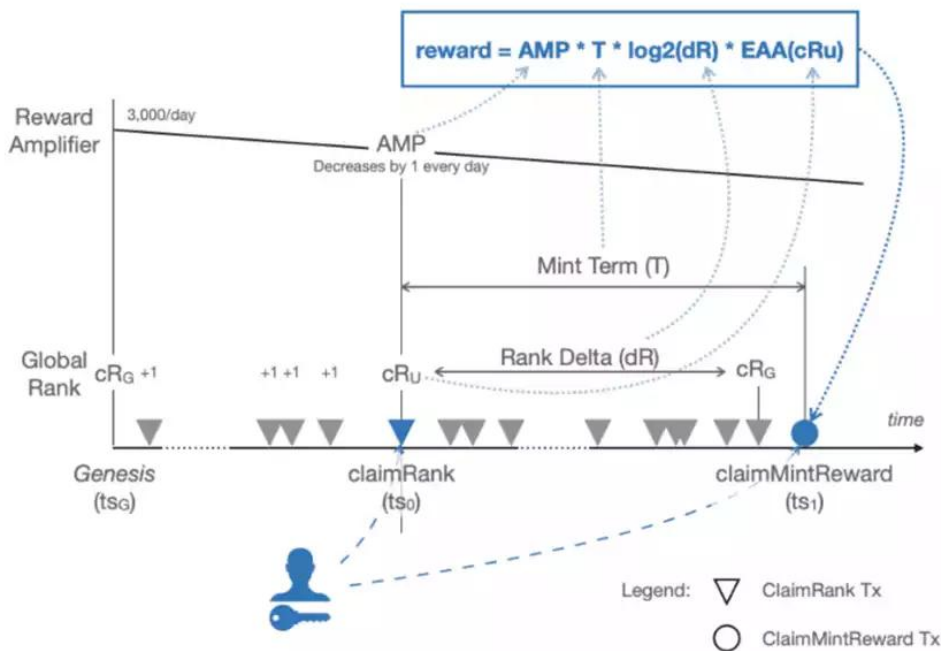 reward = AMP * T * log2(dR) * EAA(cRu)
Reward
Amplifier
3,000/day
AMP
Decreases by 1 every day
Mint Term (T)
Global
Rank
cRG +1
+1 +1
+1
cRU
Rank Delta (dR)
cRG
time
Genesis
(tsG)
claimRank
(ts0)
claimMintReward
(ts1)
Legend:
ClaimRank Tx
ClaimMintReward Tx